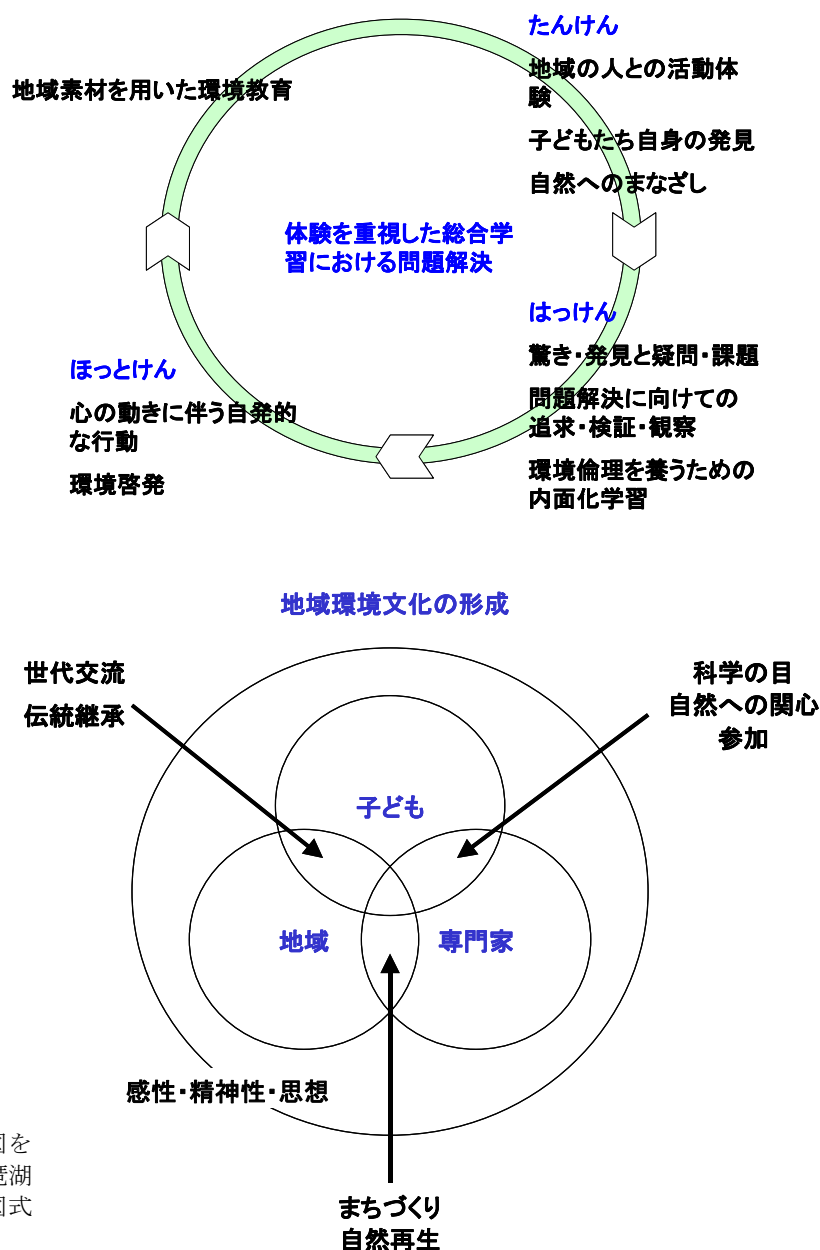 たんけん
地域の人との活動体
験
子どもたち自身の発見
自然へのまなざし
地域素材を用いた環境教育
体験を重視した総合学
習における問題解決
はっけん
驚き・発見と疑問・課題
問題解決に向けての
追求・検証・観察
環境倫理を養うための
内面化学習
ほっとけん
心の動きに伴う自発的
な行動
環境啓発
地域環境文化の形成
世代交流
伝統継承
科学の目
自然への関心
参加
子ども
地域
専門家
感性・精神性・思想
まちづくり
自然再生
図を
琶湖
図式